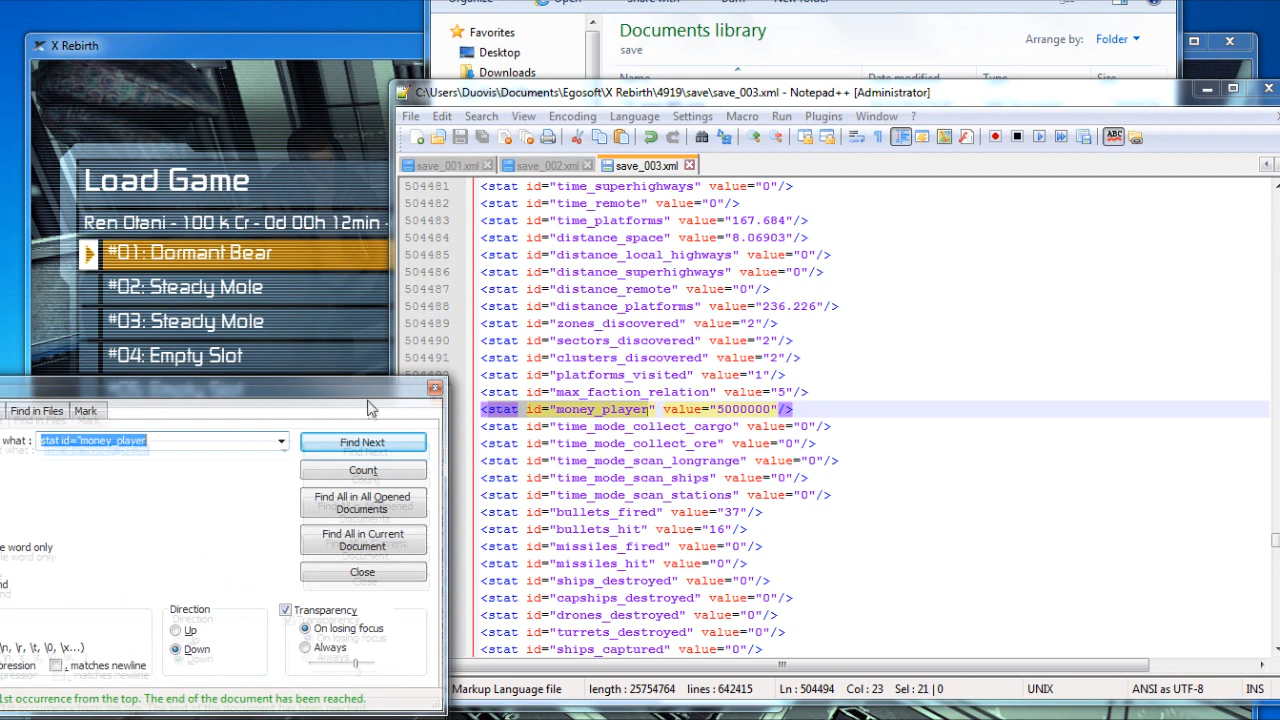 Organize
Open
Burn
New folder
Favorites
Desktop
Downloads
Documents library
save
Arrange by: Folder
Name
Date modified
Type
Size
X Rebirth
Load Game
Ren Otani - 100 k Cr - 0d 00h 12min -
#01: Dormant Bear
#02: Steady Mole
#03: Steady Mole
#04: Empty Slot
C:\Users\Duovis\Documents\Egosoft\X Rebirth\4919\save\save_003.xml - Notepad++ [Administrator]
File Edit Search View Encoding Language Settings Macro Run Plugins Window ?
save_001.xml save_002.xml save_003.xml
504481 <stat id="time_superhighways" value="0"/>
504482 <stat id="time_remote" value="0"/>
504483 <stat id="time_platforms" value="167.684"/>
504484 <stat id="distance_space" value="8.06903"/>
504485 <stat id="distance_local_highways" value="0"/>
504486 <stat id="distance_superhighways" value="0"/>
504487 <stat id="distance_remote" value="0"/>
504488 <stat id="distance_platforms" value="236.226"/>
504489 <stat id="zones_discovered" value="2"/>
504490 <stat id="sectors_discovered" value="2"/>
504491 <stat id="clusters_discovered" value="2"/>
<stat id="platforms_visited" value="1"/>
<stat id="max_faction_relation" value="5"/>
<stat id="money_player" value="5000000"/>
<stat id="time_mode_collect_cargo" value="0"/>
<stat id="time_mode_collect_ore" value="0"/>
<stat id="time_mode_scan_longrange" value="0"/>
<stat id="time_mode_scan_ships" value="0"/>
<stat id="time_mode_scan_stations" value="0"/>
<stat id="bullets_fired" value="37"/>
<stat id="bullets_hit" value="16"/>
<stat id="missiles_fired" value="0"/>
<stat id="missiles_hit" value="0"/>
<stat id="ships_destroyed" value="0"/>
<stat id="capships_destroyed" value="0"/>
<stat id="drones_destroyed" value="0"/>
<stat id="turrets_destroyed" value="0"/>
<stat id="ships_captured" value="0"/>
Find in Files Mark
what : stat id="money_player
Find Next
Count
Find All in All Opened
Documents
Find All in Current
Document
Close
e word only
nd
Direction
Up
Down
Transparency
On losing focus
Always
\n, \r, \t, \0, \x...)
pression) . matches newline
1st occurrence from the top. The end of the document has been reached.
Markup Language file length : 25754764 lines : 642415 Ln : 504494 Col : 23 Sel : 21 | 0 UNIX ANSI as UTF-8 INS